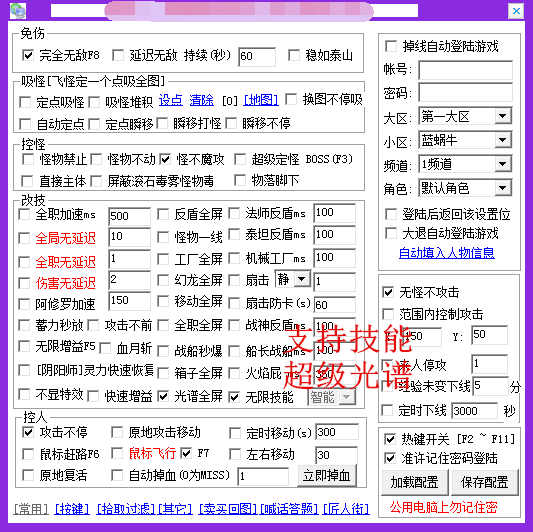 免伤
完全无敌F8 延迟无敌 持续(秒) 60 稳如泰山
吸怪[飞怪定一个点吸全图]
定点吸怪 吸怪堆积 设点 清除 [0] [地图] 换图不停吸
自动定点 定点瞬移 瞬移打怪 瞬移不停
控怪
怪物禁止 怪物不动 怪不魔攻 超级定怪 BOSS(F3)
直接主体 屏蔽滚石毒雾怪物毒 物落脚下
改技
全职加速ms 500 反盾全屏 法师反盾ms 100
全局无延迟 10 怪物一线 泰坦反盾ms 100
全职无延迟 1 工厂全屏 机械工厂ms 100
伤害无延迟 2 幻龙全屏 扇击 静 1
阿修罗加速 150 移动全屏 扇击防卡(s) 60
蓄力秒放 攻击不前 全职全屏 战神反盾ms 100
无限增益F5 血月斩 战船秒爆 船长战船ms
[阴阳师]灵力快速恢复 箱子全屏 火焰屁
不显特效 快速增益 光谱全屏 无限技能 智能
支持技能
超级光谱
控人
攻击不停 原地攻击移动 定时移动(s) 300
鼠标赶路F6 鼠标飞行 F7 左右移动 30
原地复活 自动掉血(0为MISS) 1 立即掉血
[常用] [按键] [拾取过滤] [其它] [卖买回图] [喊话答题] [匠人街]
掉线自动登陆游戏
帐号:
密码:
大区: 第一大区
小区: 蓝蜗牛
频道: 1频道
角色: 默认角色
登陆后返回该设置位
大退自动登陆游戏
自动填入人物信息
无怪不攻击
范围内控制攻击
150 Y: 50
人停攻 1
经验未变下线 5 分
定时下线 3000 秒
热键开关 [F2 ~ F11]
准许记住密码登陆
加载配置 保存配置
公用电脑上勿记住密